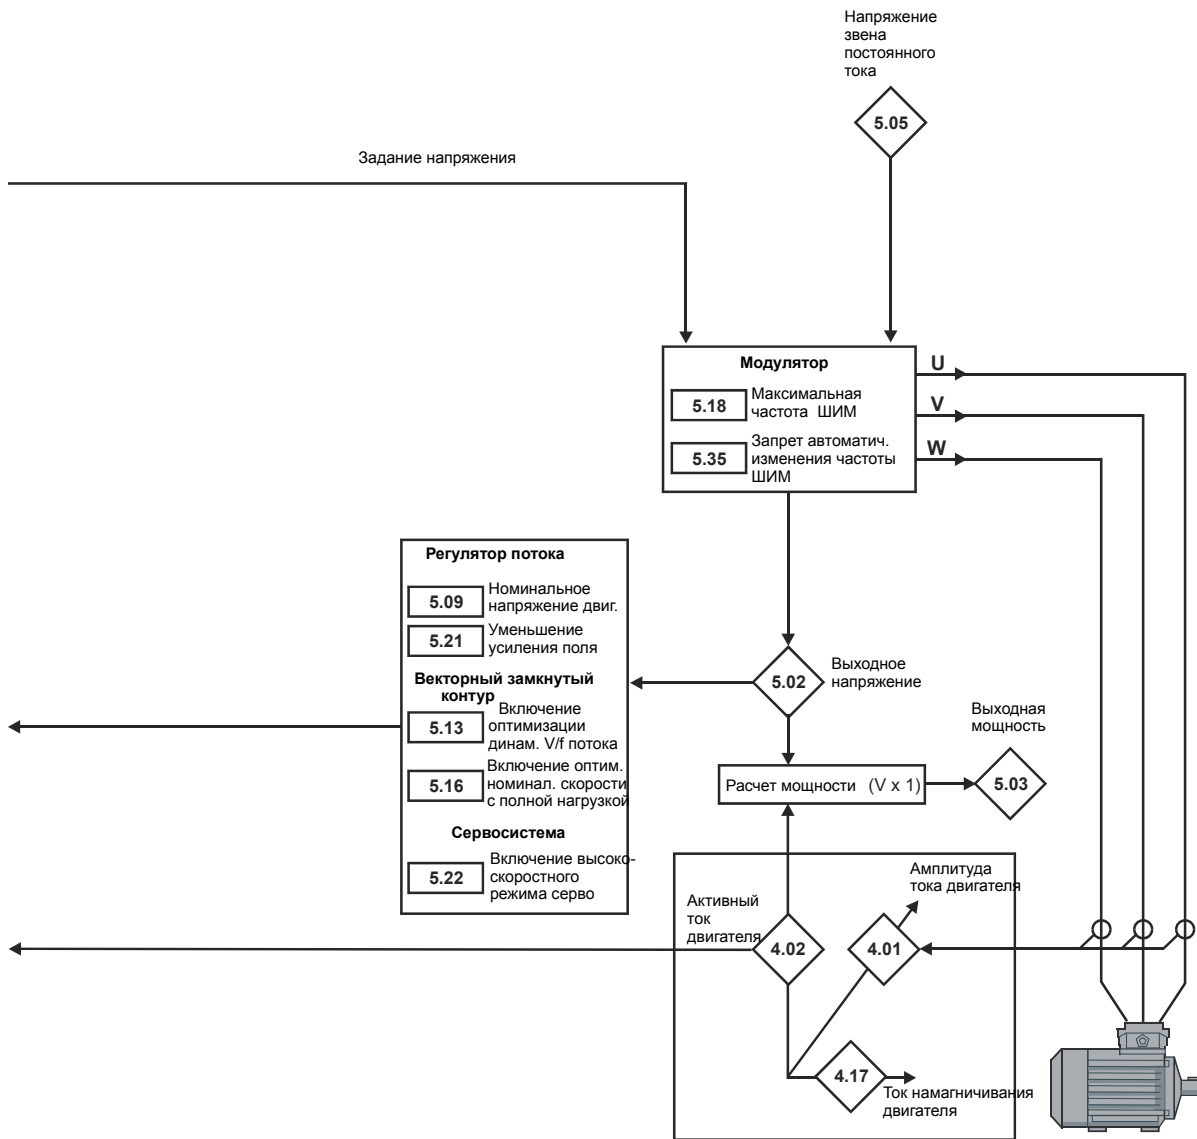 Напряжение
звена
постоянного
тока
5.05
Задание напряжения
Модулятор
5.18
Максимальная
частота ШИМ
5.35
Запрет автоматич.
изменения частоты
ШИМ
U
V
W
Регулятор потока
5.09
Номинальное
напряжение двиг.
5.21
Уменьшение
усиления поля
Векторный замкнутый
контур
5.13
Включение
оптимизации
динам. V/f потока
5.16
Включение оптим.
номинал. скорости
с полной нагрузкой
Сервосистема
5.22
Включение высоко-
скоростного
режима серво
5.02
Выходное
напряжение
Выходная
мощность
Расчет мощности (V x 1)
5.03
Активный
ток
двигателя
4.02
Амплитуда
тока двигателя
4.01
4.17
Ток намагничивания
двигателя